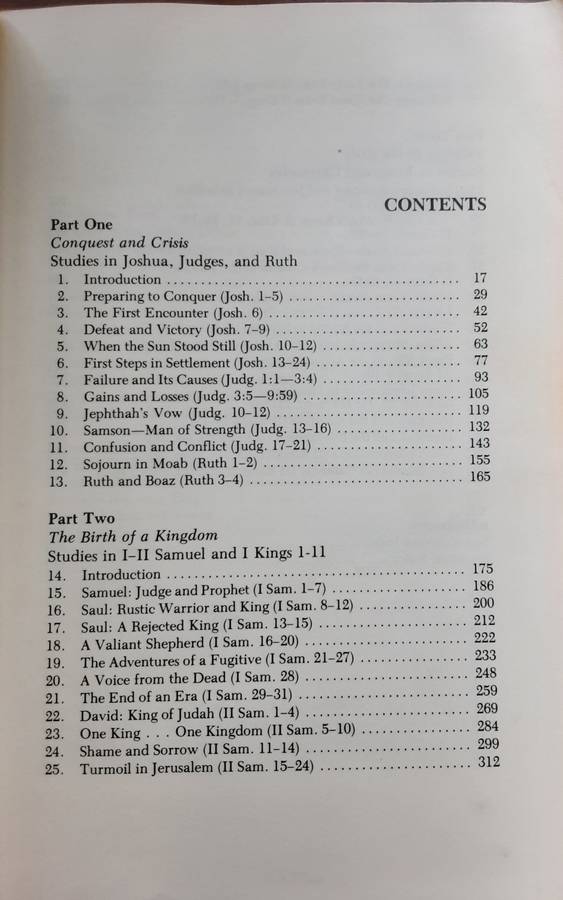 CONTENTS
Part One
Conquest and Crisis
Studies in Joshua, Judges, and Ruth
1. Introduction ........................................ 17
2. Preparing to Conquer (Josh. 1–5) ........................ 29
3. The First Encounter (Josh. 6) ........................... 42
4. Defeat and Victory (Josh. 7–9) .......................... 52
5. When the Sun Stood Still (Josh. 10–12) .................... 63
6. First Steps in Settlement (Josh. 13–24) .................... 77
7. Failure and Its Causes (Judg. 1:1—3:4) .................... 93
8. Gains and Losses (Judg. 3:5—9:59) ...................... 105
9. Jephthah's Vow (Judg. 10–12) .......................... 119
10. Samson—Man of Strength (Judg. 13–16) .................. 132
11. Confusion and Conflict (Judg. 17–21) ..................... 143
12. Sojourn in Moab (Ruth 1–2) ............................ 155
13. Ruth and Boaz (Ruth 3–4) .............................. 165
Part Two
The Birth of a Kingdom
Studies in I–II Samuel and I Kings 1-11
14. Introduction ........................................ 175
15. Samuel: Judge and Prophet (I Sam. 1–7) ................... 186
16. Saul: Rustic Warrior and King (I Sam. 8–12) ................ 200
17. Saul: A Rejected King (I Sam. 13–15) ..................... 212
18. A Valiant Shepherd (I Sam. 16–20) ....................... 222
19. The Adventures of a Fugitive (I Sam. 21–27) ................ 233
20. A Voice from the Dead (I Sam. 28) ....................... 248
21. The End of an Era (I Sam. 29–31) ........................ 259
22. David: King of Judah (II Sam. 1–4) ....................... 269
23. One King . . . One Kingdom (II Sam. 5–10) ................ 284
24. Shame and Sorrow (II Sam. 11–14) ....................... 299
25. Turmoil in Jerusalem (II Sam. 15–24) ..................... 312